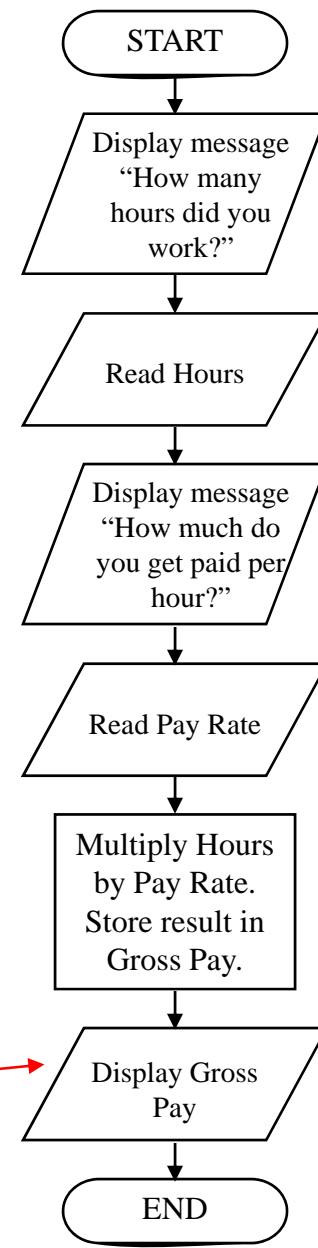 START
Display message
“How many
hours did you
work?”
Read Hours
Display message
“How much do
you get paid per
hour?”
Read Pay Rate
Multiply Hours
by Pay Rate.
Store result in
Gross Pay.
Display Gross
Pay
END